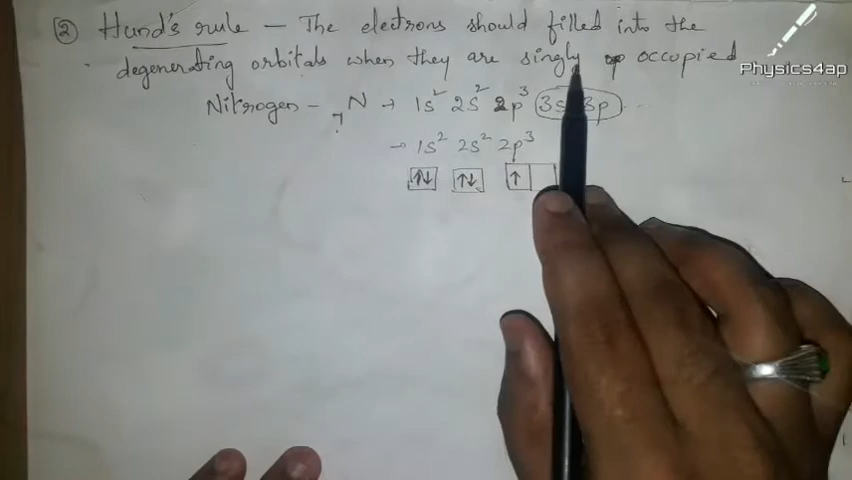 ② Hund's rule – The electrons should filled into the
degenerating orbitals when they are singly occupied
Physics4ap
Nitrogen – ₇N → 1s² 2s² 2p³ 3s 3p
→ 1s² 2s² 2p³
↑↓ ↑↓ ↑